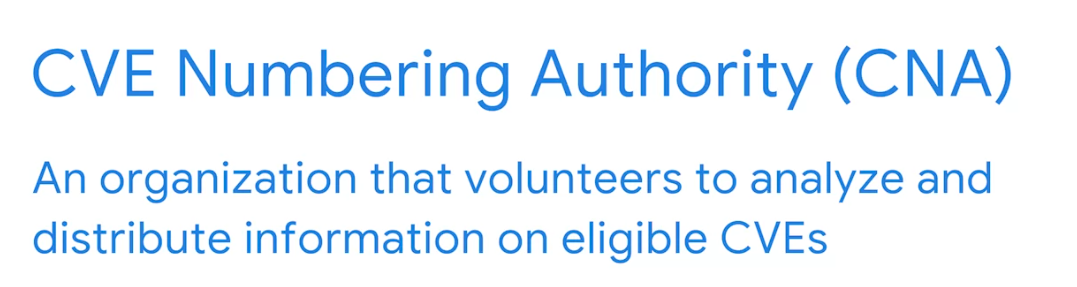 CVE Numbering Authority (CNA)
An organization that volunteers to analyze and
distribute information on eligible CVEs